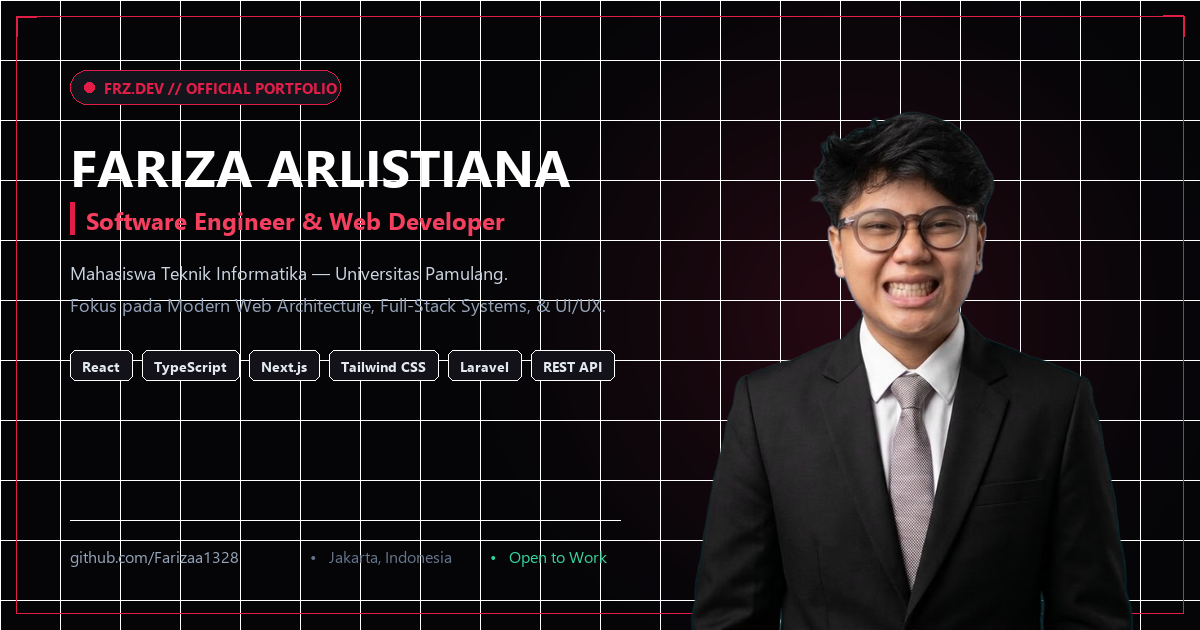 FRZ.DEV // OFFICIAL PORTFOLIO
FARIZA ARLISTIANA
Software Engineer & Web Developer
Mahasiswa Teknik Informatika — Universitas Pamulang.
Fokus pada Modern Web Architecture, Full-Stack Systems, & UI/UX.
React TypeScript Next.js Tailwind CSS Laravel REST API
github.com/Farizaa1328 • Jakarta, Indonesia • Open to Work